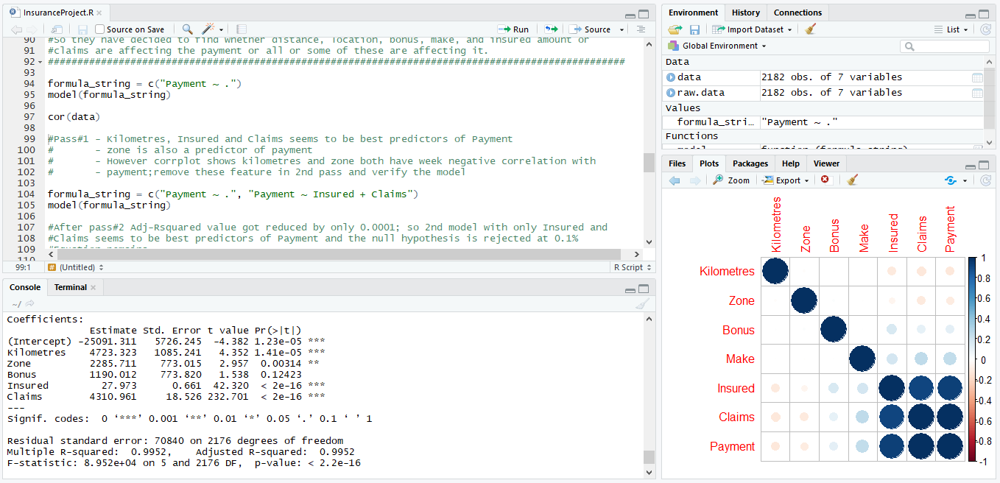 InsuranceProject.R
Source on Save
Run
Source
90 #So they have decided to find whether distance, location, bonus, make, and insured amount or
91 #claims are affecting the payment or all or some of these are affecting it.
92 ####################################################################################################
93
94 formula_string = c("Payment ~ .")
95 model(formula_string)
96
97 cor(data)
98
99 #Pass#1 - Kilometres, Insured and Claims seems to be best predictors of Payment
100 # - zone is also a predictor of payment
101 # - However corrplot shows kilometres and zone both have week negative correlation with
102 # - payment;remove these feature in 2nd pass and verify the model
103
104 formula_string = c("Payment ~ .", "Payment ~ Insured + Claims")
105 model(formula_string)
106
107 #After pass#2 Adj-Rsquared value got reduced by only 0.0001; so 2nd model with only Insured and
108 #Claims seems to be best predictors of Payment and the null hypothesis is rejected at 0.1%
109 #Equation remains
110
99:1
# (Untitled)
R Script
Console
Terminal
~/
Coefficients:
Estimate Std. Error t value Pr(>|t|)
(Intercept) -25091.311 5726.245 -4.382 1.23e-05 ***
Kilometres 4723.323 1085.241 4.352 1.41e-05 ***
Zone 2285.711 773.015 2.957 0.00314 **
Bonus 1190.012 773.820 1.538 0.12423
Insured 27.973 0.661 42.320 < 2e-16 ***
Claims 4310.961 18.526 232.701 < 2e-16 ***
---
Signif. codes: 0 ‘***’ 0.001 ‘**’ 0.01 ‘*’ 0.05 ‘.’ 0.1 ‘ ’ 1
Residual standard error: 70840 on 2176 degrees of freedom
Multiple R-squared: 0.9952, Adjusted R-squared: 0.9952
F-statistic: 8.952e+04 on 5 and 2176 DF, p-value: < 2.2e-16
Environment
History
Connections
Import Dataset
List
Global Environment
Data
data 2182 obs. of 7 variables
raw.data 2182 obs. of 7 variables
Values
formula_stri… "Payment ~ ."
Functions
model function (formula_string)
Files
Plots
Packages
Help
Viewer
Zoom
Export
Kilometres
Zone
Bonus
Make
Insured
Claims
Payment
Kilometres
Zone
Bonus
Make
Insured
Claims
Payment
1
0.8
0.6
0.4
0.2
0
-0.2
-0.4
-0.6
-0.8
-1